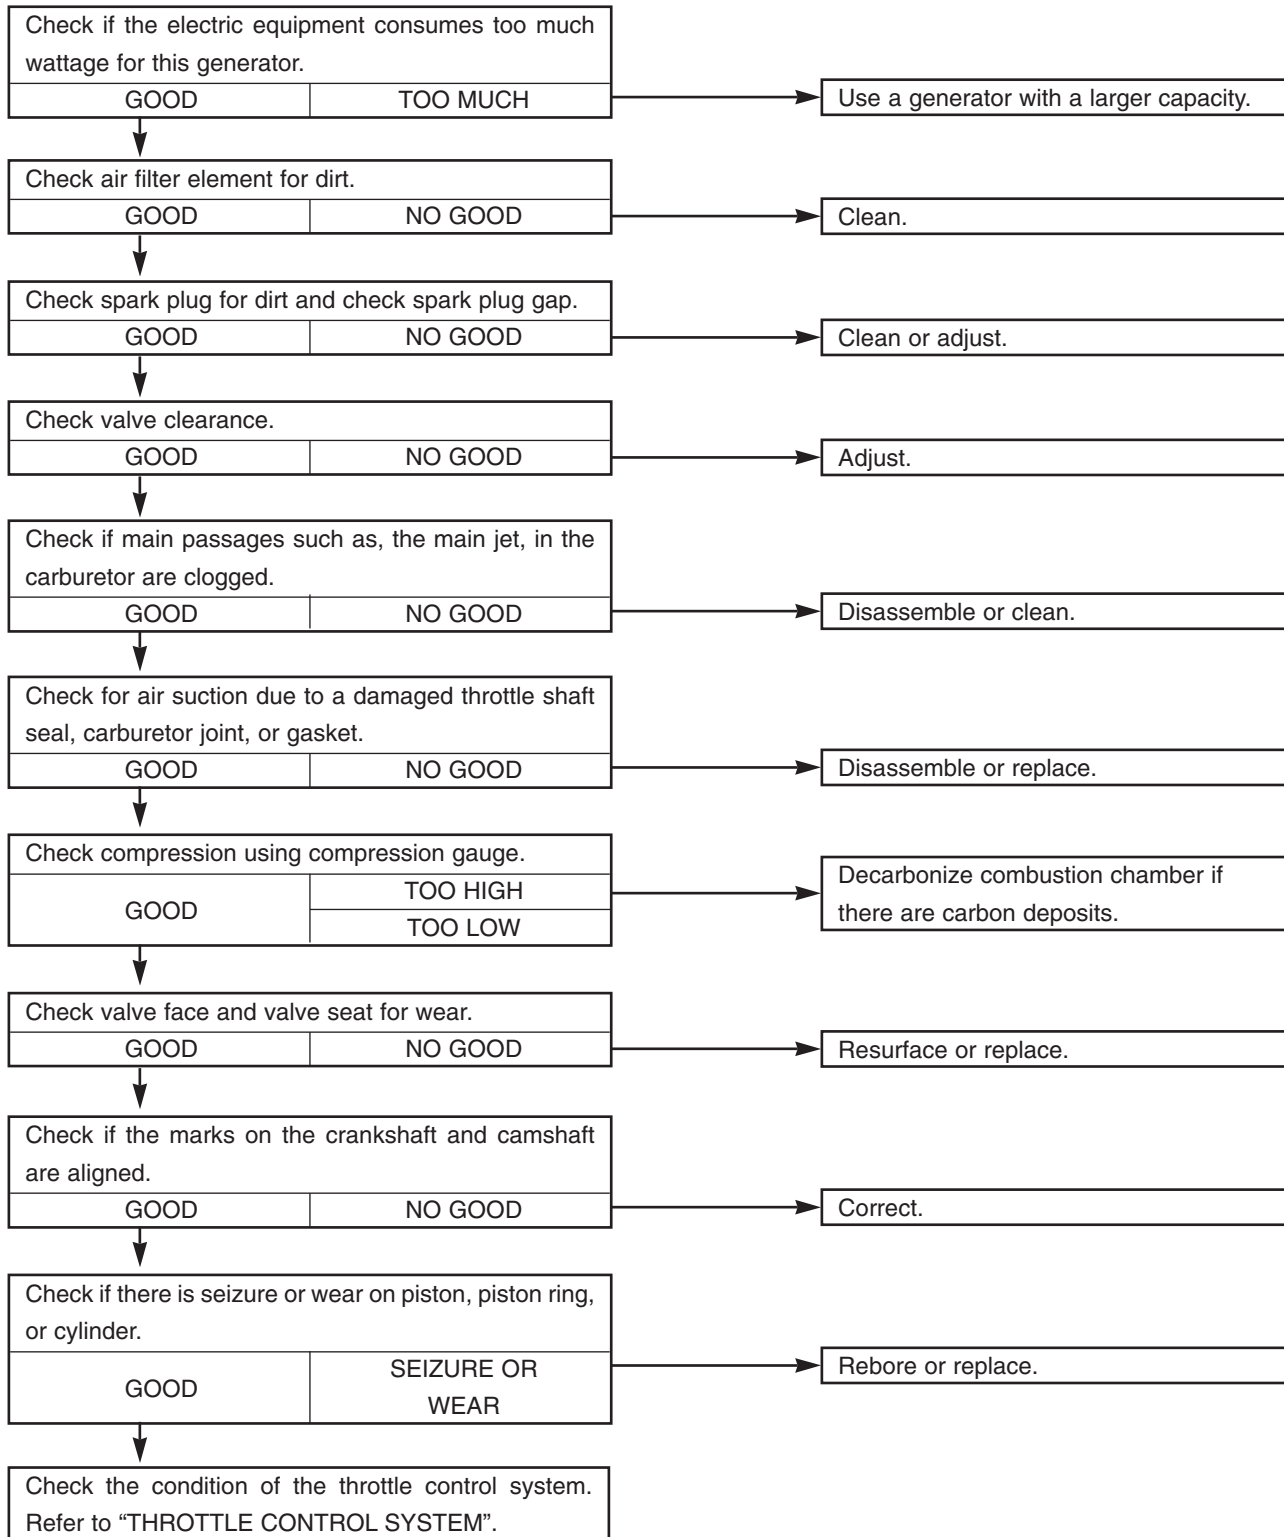 Check if the electric equipment consumes too much
wattage for this generator.
GOOD
TOO MUCH
Use a generator with a larger capacity.
Check air filter element for dirt.
GOOD
NO GOOD
Clean.
Check spark plug for dirt and check spark plug gap.
GOOD
NO GOOD
Clean or adjust.
Check valve clearance.
GOOD
NO GOOD
Adjust.
Check if main passages such as, the main jet, in the
carburetor are clogged.
GOOD
NO GOOD
Disassemble or clean.
Check for air suction due to a damaged throttle shaft
seal, carburetor joint, or gasket.
GOOD
NO GOOD
Disassemble or replace.
Check compression using compression gauge.
GOOD
TOO HIGH
TOO LOW
Decarbonize combustion chamber if
there are carbon deposits.
Check valve face and valve seat for wear.
GOOD
NO GOOD
Resurface or replace.
Check if the marks on the crankshaft and camshaft
are aligned.
GOOD
NO GOOD
Correct.
Check if there is seizure or wear on piston, piston ring,
or cylinder.
GOOD
SEIZURE OR
WEAR
Rebore or replace.
Check the condition of the throttle control system.
Refer to “THROTTLE CONTROL SYSTEM”.